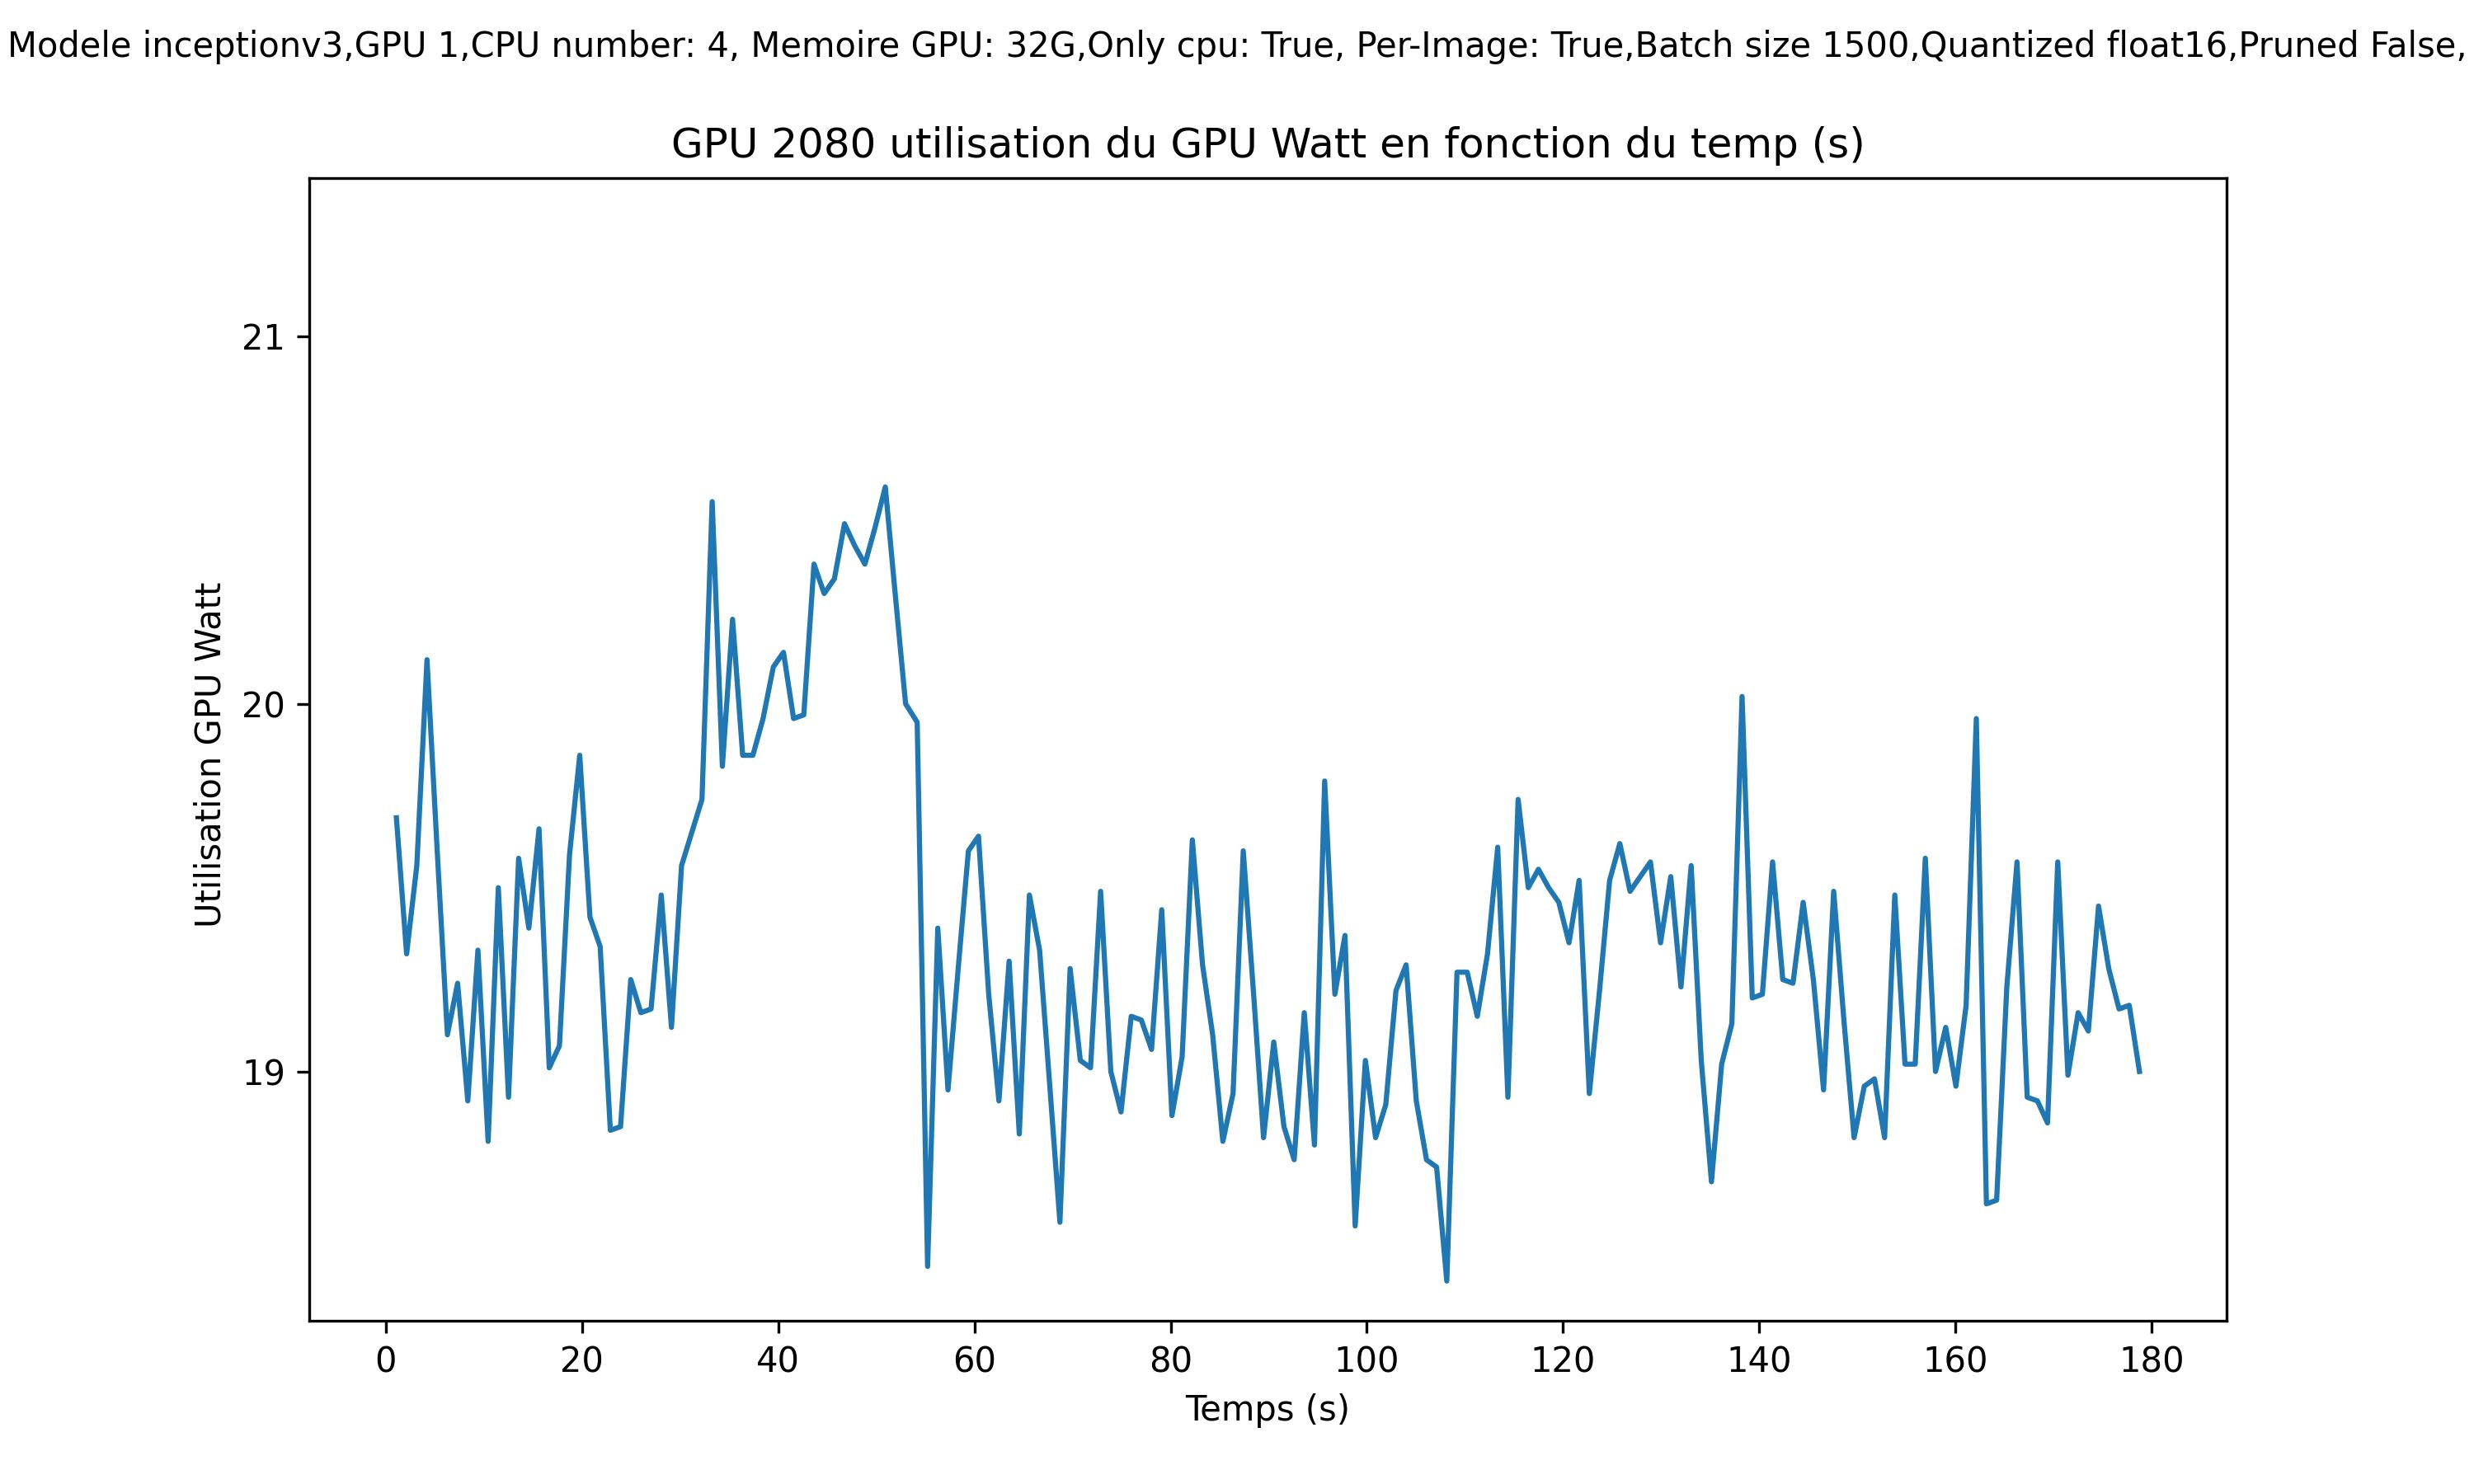 Modele inceptionv3,GPU 1,CPU number: 4, Memoire GPU: 32G,Only cpu: True, Per-Image: True,Batch size 1500,Quantized float16,Pruned False,
GPU 2080 utilisation du GPU Watt en fonction du temp (s)
Utilisation GPU Watt
21
20
19
0 20 40 60 80 100 120 140 160 180
Temps (s)